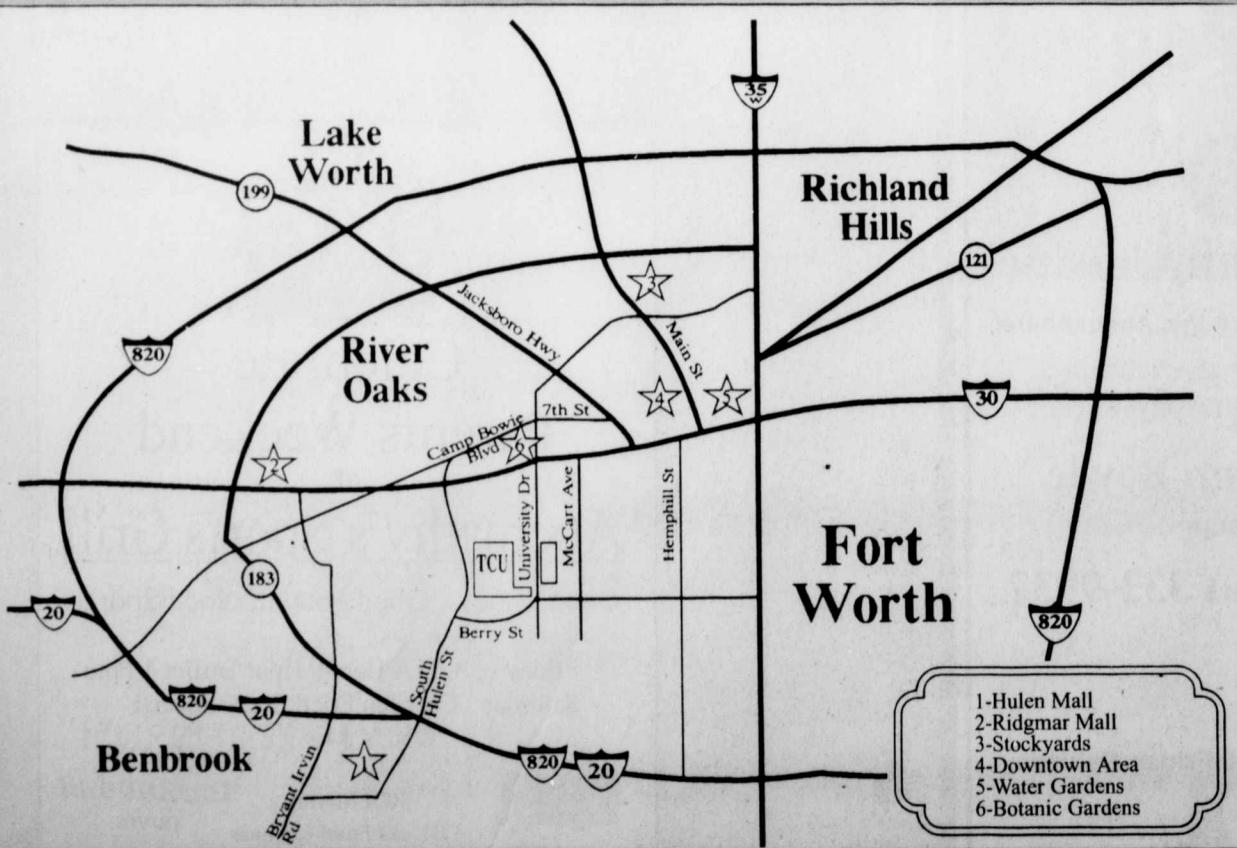 35
W
Lake
Worth
199
Richland
Hills
3
121
Jacksboro Hwy
820
River
Oaks
Main St
4
5
30
7th St
Camp Bowie
Blvd
6
2
University Dr
McCart Ave
Hemphill St
TCU
Fort
Worth
183
20
Berry St
820
South
Hulen St
820
20
Benbrook
1
Bryant Irvin
Rd
820
20
1-Hulen Mall
2-Ridgmar Mall
3-Stockyards
4-Downtown Area
5-Water Gardens
6-Botanic Gardens